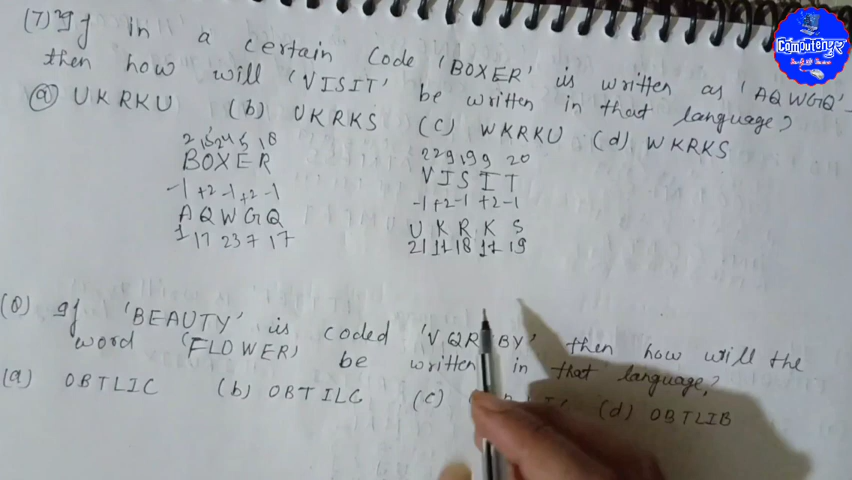 (7) If in a certain code 'BOXER' is written as 'AQWGQ'
then how will 'VISIT' be written in that language?
(a) UKRKU (b) UKRKS (c) WKRKU (d) WKRKS
2 15 24 5 18
BOXER
-1 +2 -1 +2 -1
AQWGQ
1 17 23 7 17
22 9 19 9 20
VISIT
-1 +2 -1 +2 -1
U K R K S
21 11 18 11 19
(8) If 'BEAUTY' is coded 'VQR BY' then how will the
word 'FLOWER' be written in that language?
(a) OBTLIC (b) OBTILC (c) (d) OBTLIB
Computer